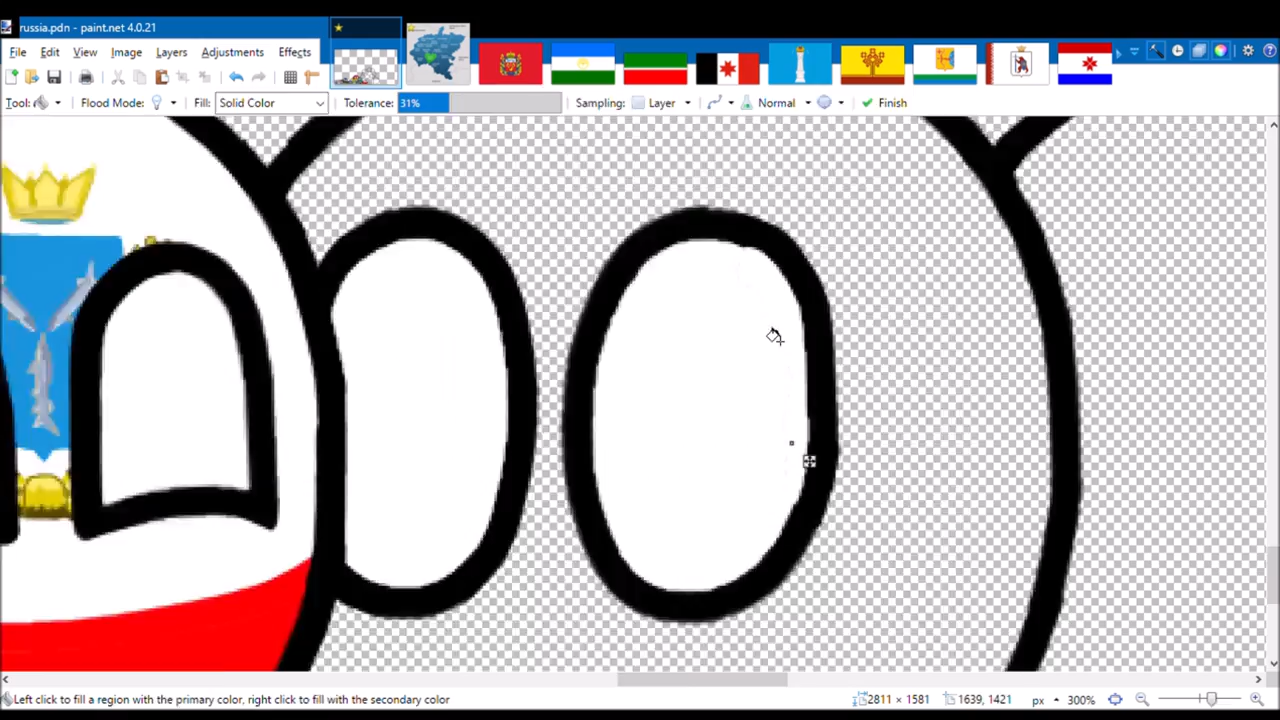 russia.pdn - paint.net 4.0.21
File Edit View Image Layers Adjustments Effects
Tool: Flood Mode: Fill: Solid Color Tolerance: 31% Sampling: Layer Normal Finish
Left click to fill a region with the primary color, right click to fill with the secondary color 2811 × 1581 1639, 1421 px 300%